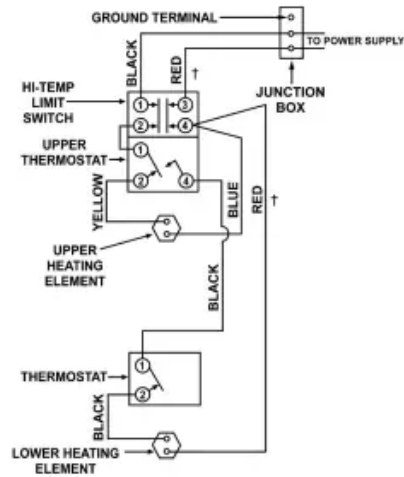 GROUND TERMINAL
TO POWER SUPPLY
BLACK
RED †
JUNCTION
BOX
HI-TEMP
LIMIT
SWITCH
1
3
2
4
UPPER
THERMOSTAT
1
2
4
YELLOW
BLUE
RED †
UPPER
HEATING
ELEMENT
BLACK
THERMOSTAT
1
2
BLACK
LOWER HEATING
ELEMENT